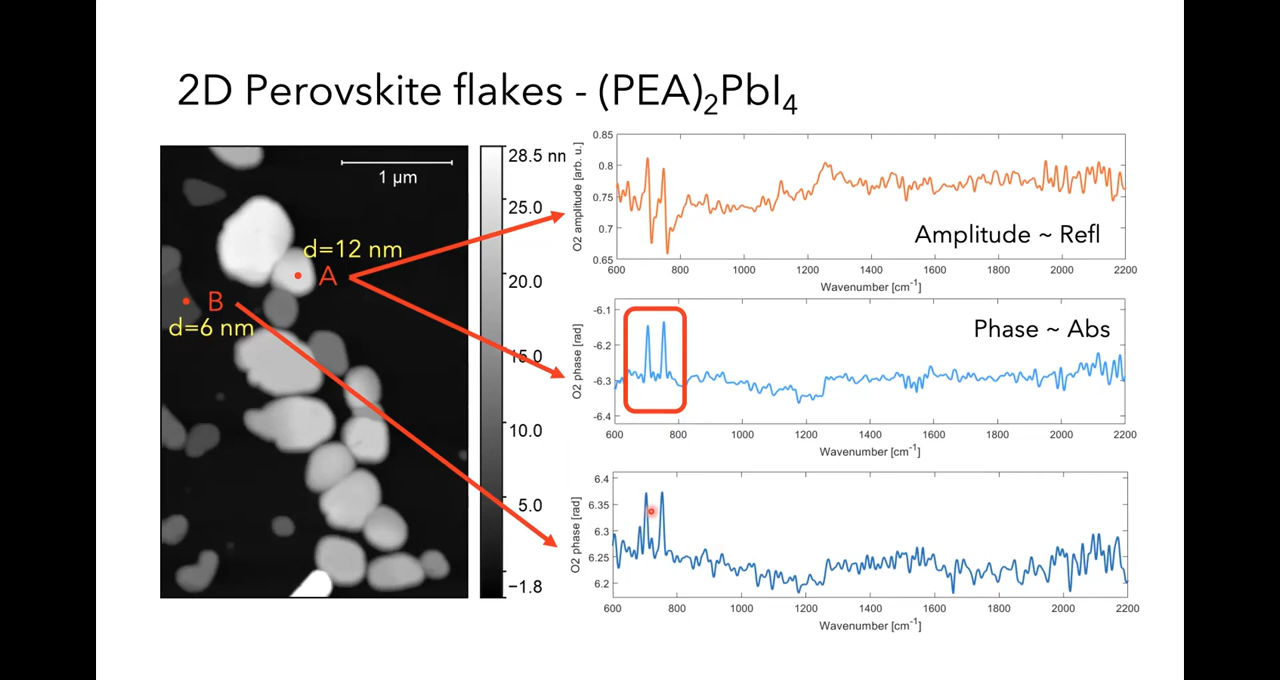 2D Perovskite flakes - (PEA)₂PbI₄
1 µm
d=12 nm
A
B
d=6 nm
28.5 nm
25.0
20.0
15.0
10.0
5.0
−1.8
0.85
0.8
0.75
0.7
0.65
O2 amplitude [arb. u.]
Amplitude ~ Refl
600 800 1000 1200 1400 1600 1800 2000 2200
Wavenumber [cm⁻¹]
-6.1
-6.2
-6.3
-6.4
O2 phase [rad]
Phase ~ Abs
600 800 1000 1200 1400 1600 1800 2000 2200
Wavenumber [cm⁻¹]
6.4
6.35
6.3
6.25
6.2
O2 phase [rad]
600 800 1000 1200 1400 1600 1800 2000 2200
Wavenumber [cm⁻¹]